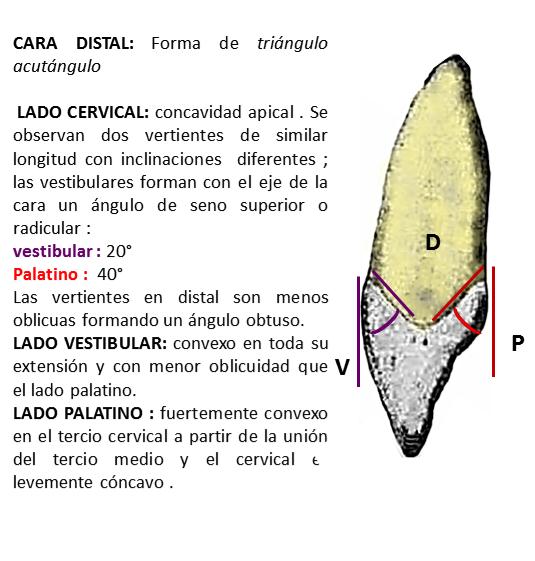 CARA DISTAL: Forma de triángulo
acutángulo
LADO CERVICAL: concavidad apical . Se
observan dos vertientes de similar
longitud con inclinaciones diferentes ;
las vestibulares forman con el eje de la
cara un ángulo de seno superior o
radicular :
vestibular : 20°
Palatino : 40°
Las vertientes en distal son menos
oblicuas formando un ángulo obtuso.
LADO VESTIBULAR: convexo en toda su
extensión y con menor oblicuidad que
el lado palatino.
LADO PALATINO : fuertemente convexo
en el tercio cervical a partir de la unión
del tercio medio y el cervical
levemente cóncavo .
D
V
P